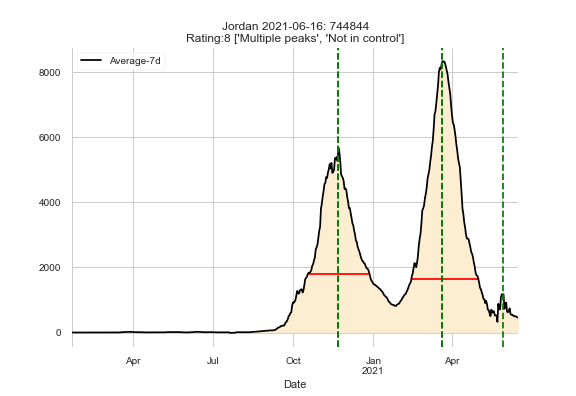 Jordan 2021-06-16: 744844
Rating:8 ['Multiple peaks', 'Not in control']
Average-7d
8000
6000
4000
2000
0
Apr
Jul
Oct
Jan
2021
Apr
Date